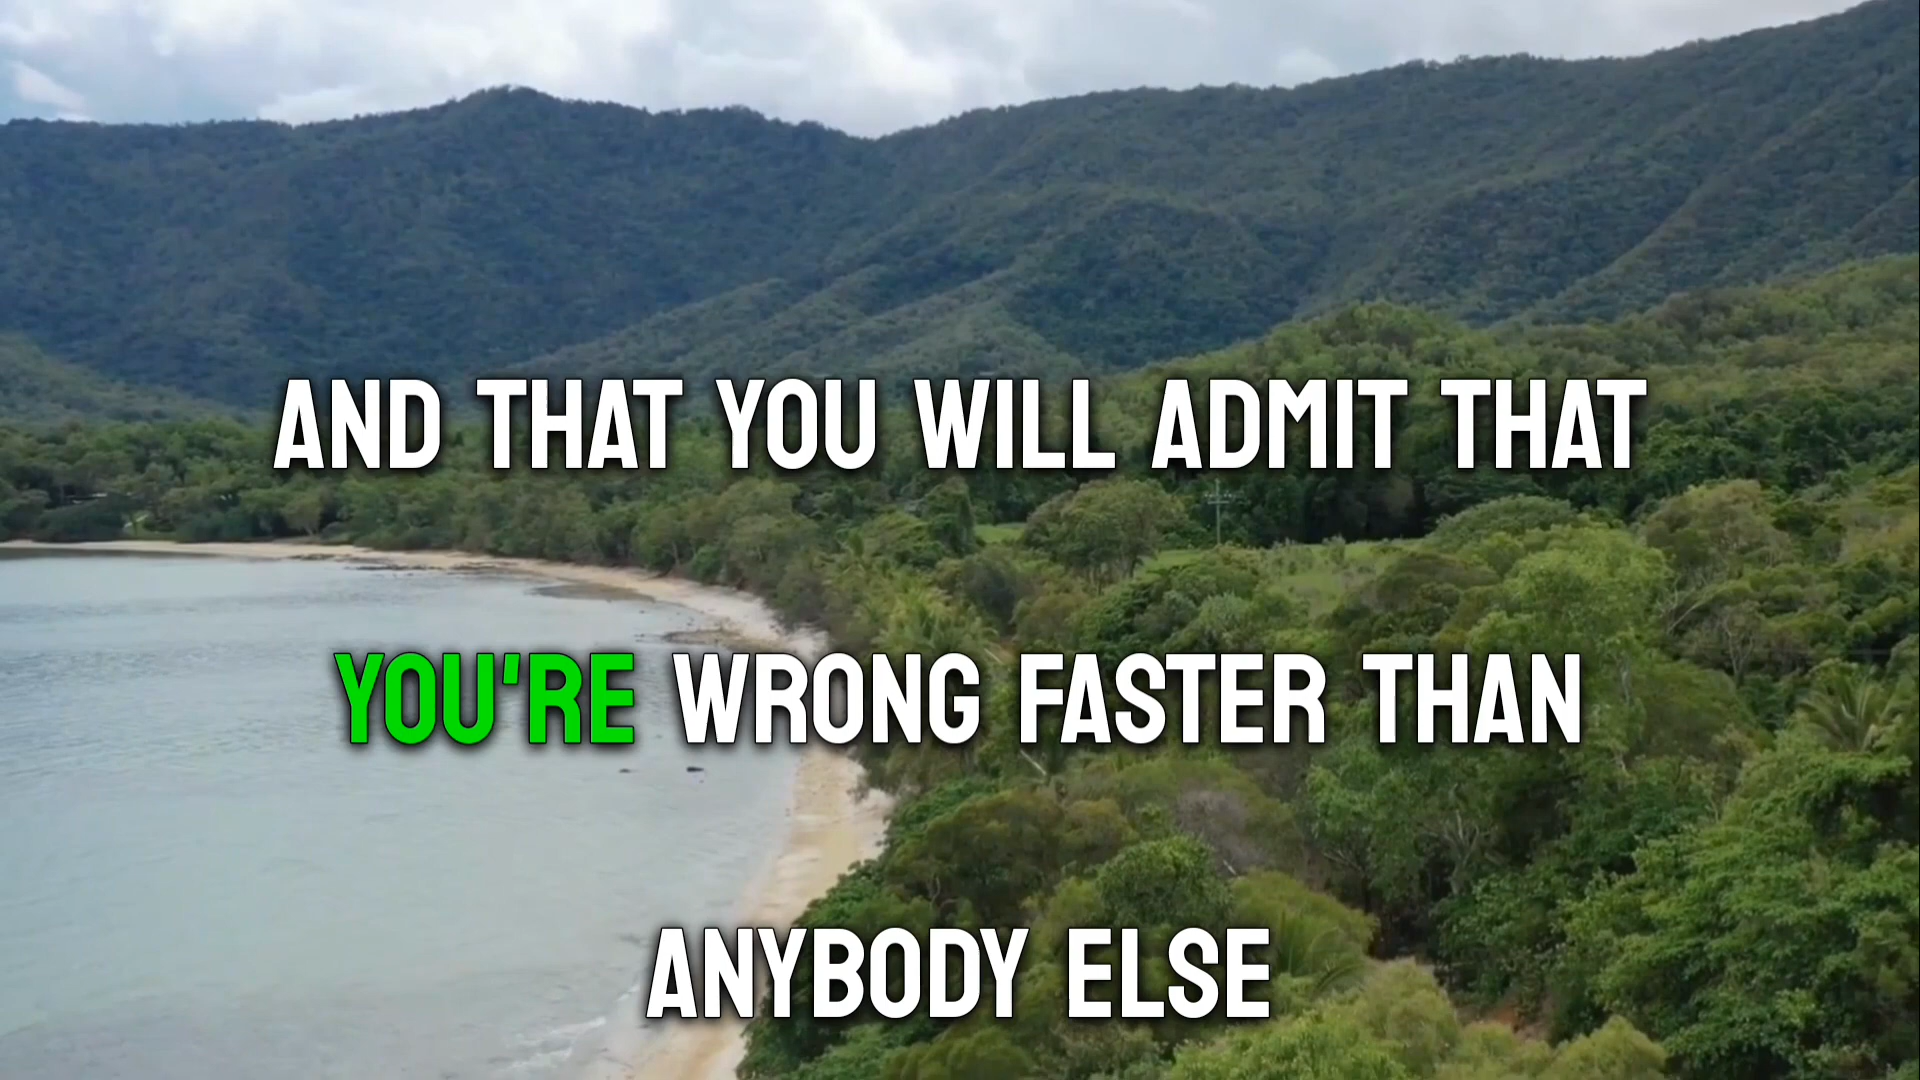 AND THAT YOU WILL ADMIT THAT
YOU'RE WRONG FASTER THAN
ANYBODY ELSE